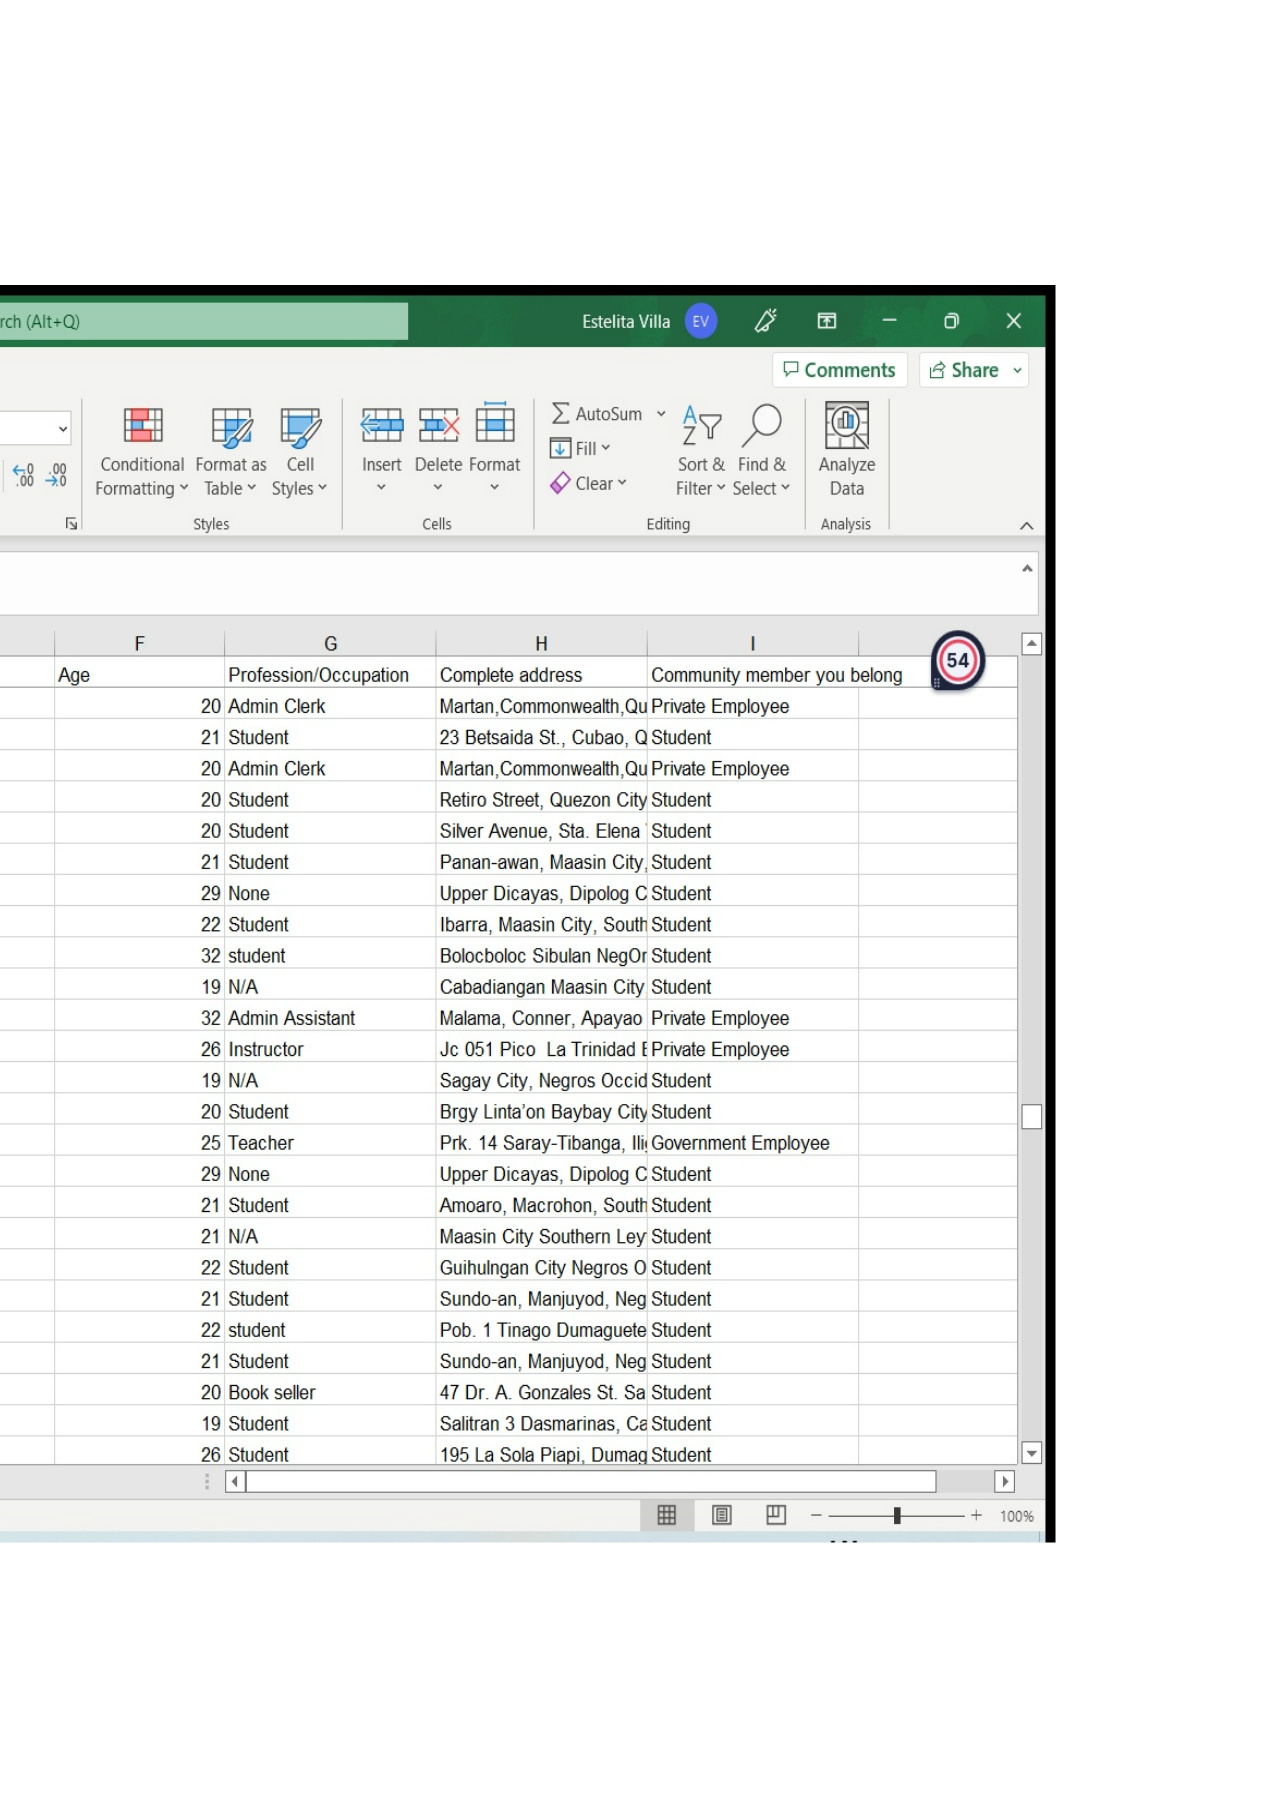 rch (Alt+Q) Estelita Villa EV
Comments Share
Conditional Formatting Format as Table Cell Styles Insert Delete Format AutoSum Fill Clear Sort & Filter Find & Select Analyze Data
.00 .00
Styles Cells Editing Analysis
F G H I
54
Age Profession/Occupation Complete address Community member you belong
20 Admin Clerk Martan,Commonwealth,Qu Private Employee
21 Student 23 Betsaida St., Cubao, Q Student
20 Admin Clerk Martan,Commonwealth,Qu Private Employee
20 Student Retiro Street, Quezon City Student
20 Student Silver Avenue, Sta. Elena Student
21 Student Panan-awan, Maasin City, Student
29 None Upper Dicayas, Dipolog C Student
22 Student Ibarra, Maasin City, South Student
32 student Bolocboloc Sibulan NegOr Student
19 N/A Cabadiangan Maasin City Student
32 Admin Assistant Malama, Conner, Apayao Private Employee
26 Instructor Jc 051 Pico La Trinidad Private Employee
19 N/A Sagay City, Negros Occid Student
20 Student Brgy Linta’on Baybay City Student
25 Teacher Prk. 14 Saray-Tibanga, Ili Government Employee
29 None Upper Dicayas, Dipolog C Student
21 Student Amoaro, Macrohon, South Student
21 N/A Maasin City Southern Ley Student
22 Student Guihulngan City Negros O Student
21 Student Sundo-an, Manjuyod, Neg Student
22 student Pob. 1 Tinago Dumaguete Student
21 Student Sundo-an, Manjuyod, Neg Student
20 Book seller 47 Dr. A. Gonzales St. Sa Student
19 Student Salitran 3 Dasmarinas, Ca Student
26 Student 195 La Sola Piapi, Dumag Student
100%